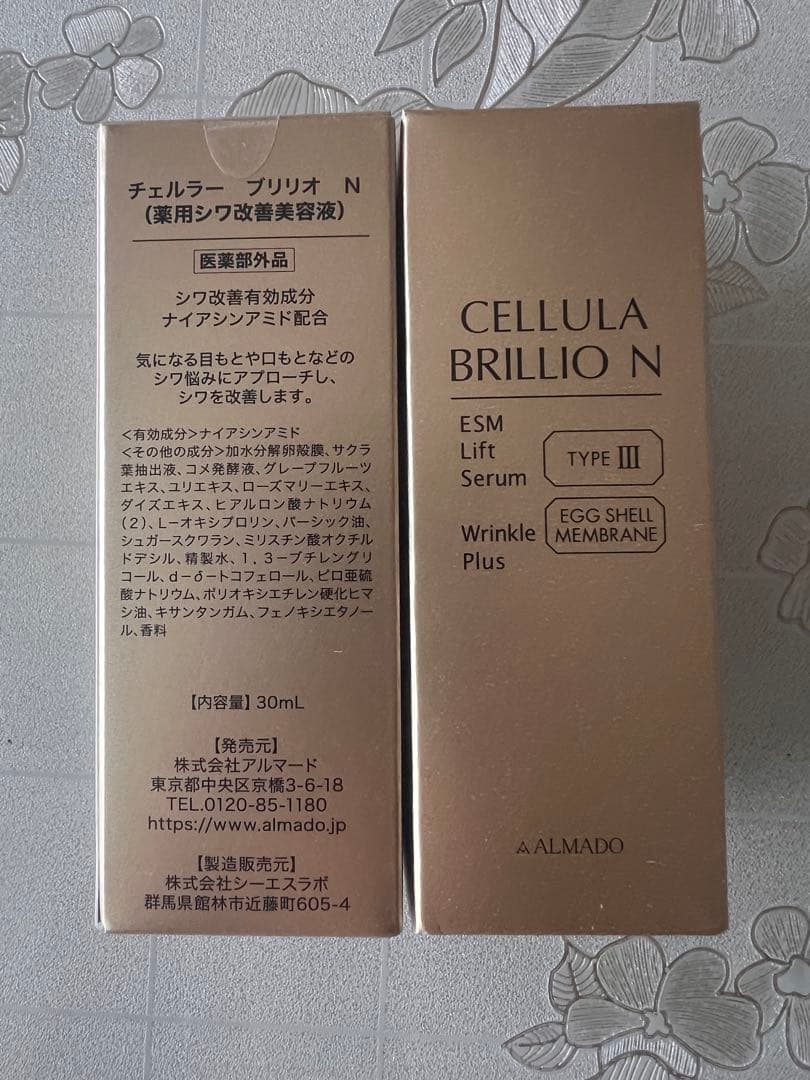 チェルラー ブリリオ N
(薬用シワ改善美容液)
医薬部外品
シワ改善有効成分
ナイアシンアミド配合
気になる目もとや口もとなどの
シワ悩みにアプローチし、
シワを改善します。
<有効成分>ナイアシンアミド
<その他の成分>加水分解卵殻膜、サクラ
葉抽出液、コメ発酵液、グレープフルーツ
エキス、ユリエキス、ローズマリーエキス、
ダイズエキス、ヒアルロン酸ナトリウム
(2)、L-オキシプロリン、パーシック油、
シュガースクワラン、ミリスチン酸オクチル
ドデシル、精製水、1,3-ブチレングリ
コール、d-δ-トコフェロール、ピロ亜硫
酸ナトリウム、ポリオキシエチレン硬化ヒマ
シ油、キサンタンガム、フェノキシエタノー
ル、香料
【内容量】30mL
【発売元】
株式会社アルマード
東京都中央区京橋3-6-18
TEL.0120-85-1180
https://www.almado.jp
【製造販売元】
株式会社シーエスラボ
群馬県館林市近藤町605-4
CELLULA
BRILLIO N
ESM
Lift
Serum
TYPE III
Wrinkle
Plus
EGG SHELL
MEMBRANE
ALMADO